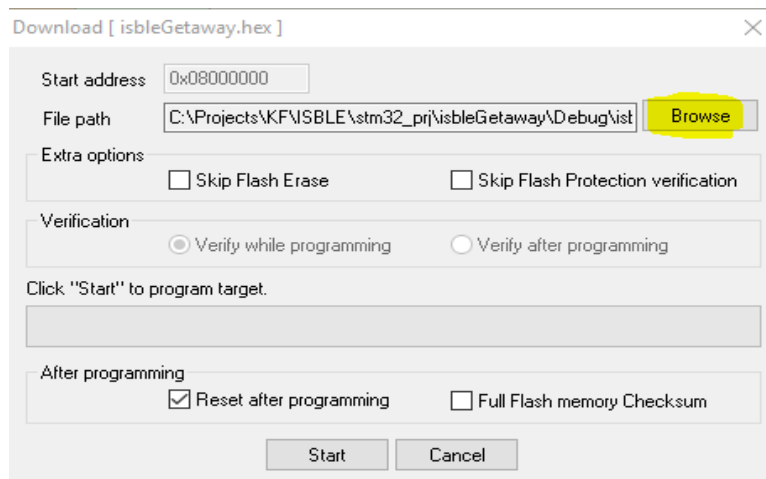 Download [ isbleGetaway.hex ]
Start address 0x08000000
File path C:\Projects\KF\ISBLE\stm32_prj\isbleGetaway\Debug\ist Browse
Extra options
Skip Flash Erase Skip Flash Protection verification
Verification
Verify while programming Verify after programming
Click "Start" to program target.
After programming
Reset after programming Full Flash memory Checksum
Start Cancel